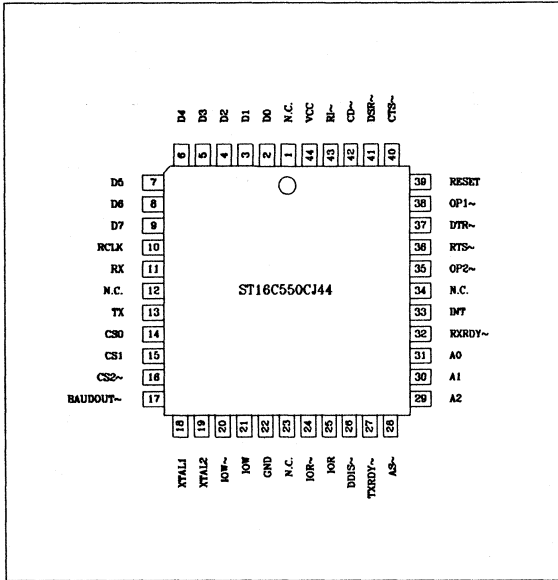 D4 D3 D2 D1 D0 N.C. VCC RI~ CD~ DSR~ CTS~
6 5 4 3 2 1 44 43 42 41 40
D5 7 39 RESET
D6 8 38 OP1~
D7 9 37 DTR~
RCLK 10 36 RTS~
RX 11 35 OP2~
N.C. 12 ST16C550CJ44 34 N.C.
TX 13 33 INT
CS0 14 32 RXRDY~
CS1 15 31 A0
CS2~ 16 30 A1
BAUDOUT~ 17 29 A2
18 19 20 21 22 23 24 25 26 27 28
XTAL1 XTAL2 IOW~ IOW GND N.C. IOR~ IOR DDIS~ TXRDY~ AS~